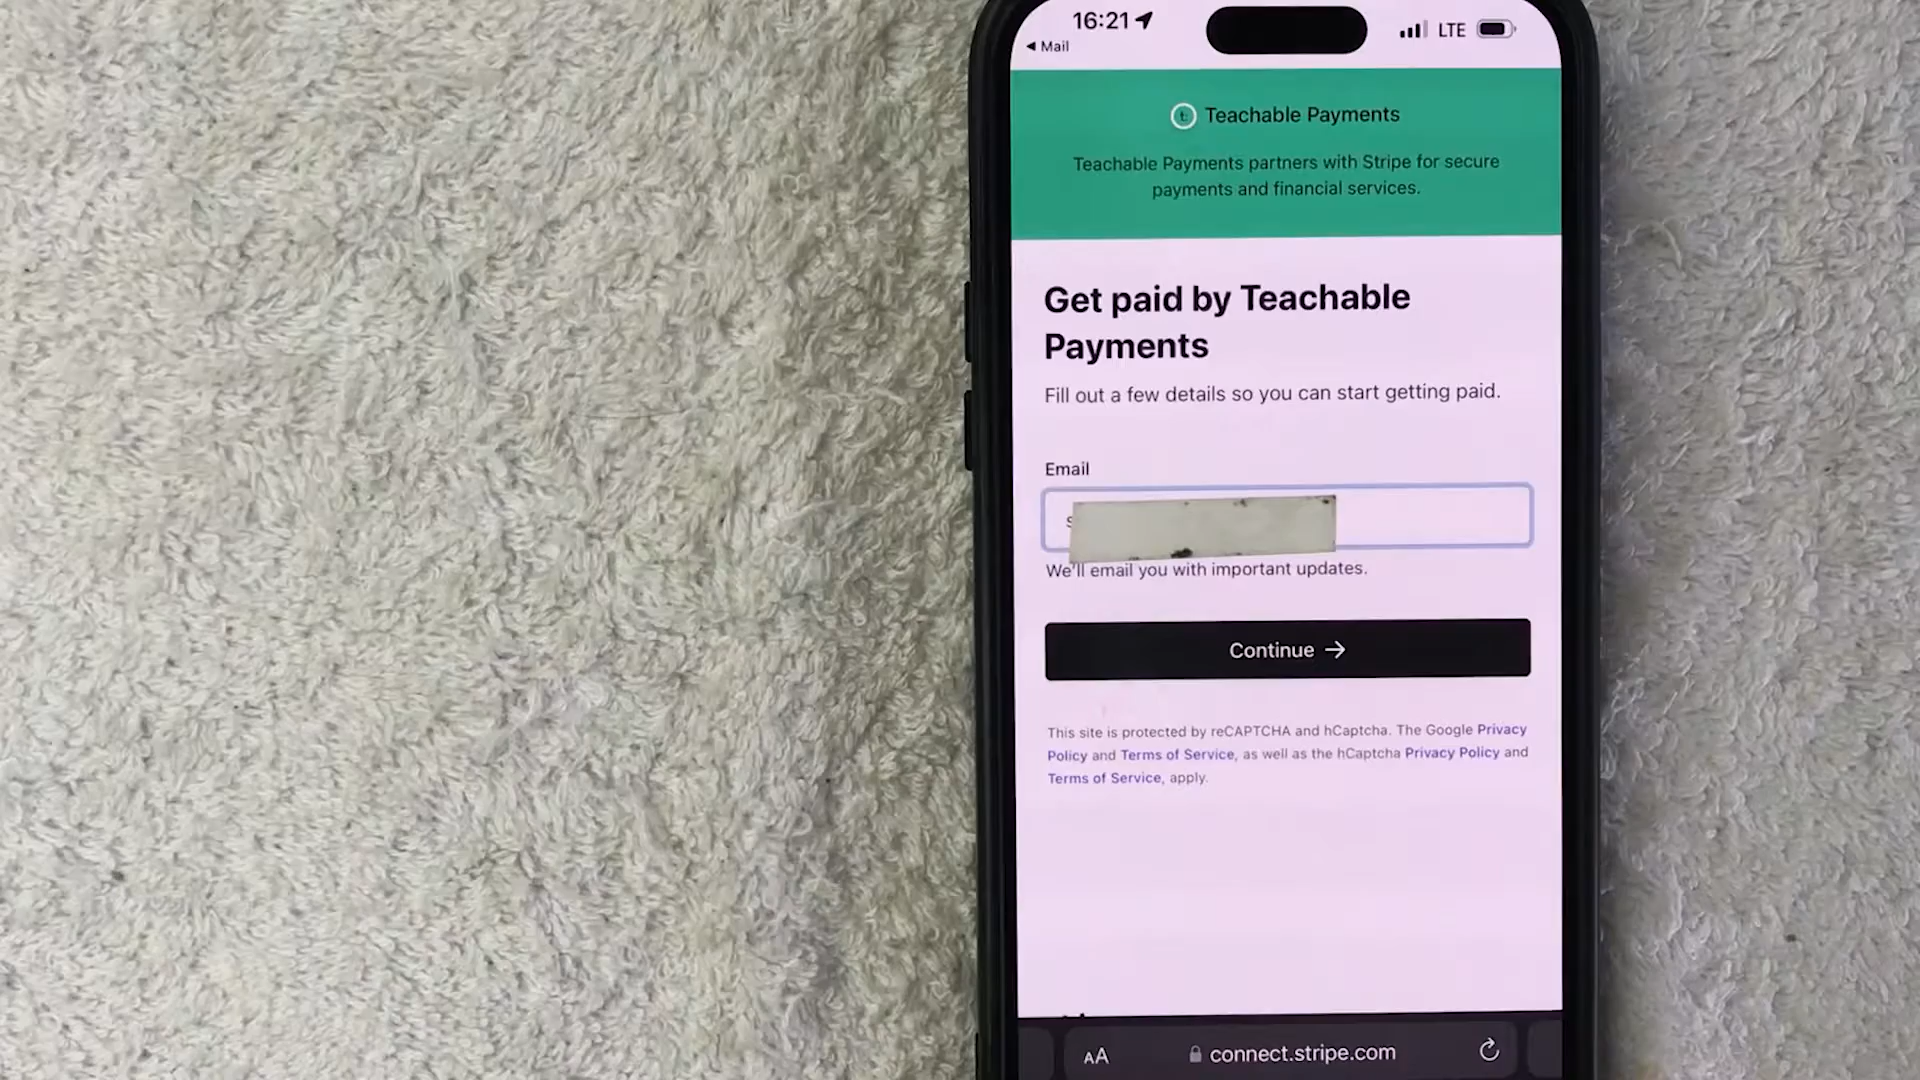 16:21
LTE
Mail
Teachable Payments
Teachable Payments partners with Stripe for secure
payments and financial services.
Get paid by Teachable
Payments
Fill out a few details so you can start getting paid.
Email
We'll email you with important updates.
Continue →
This site is protected by reCAPTCHA and hCaptcha. The Google Privacy
Policy and Terms of Service, as well as the hCaptcha Privacy Policy and
Terms of Service, apply.
AA
connect.stripe.com